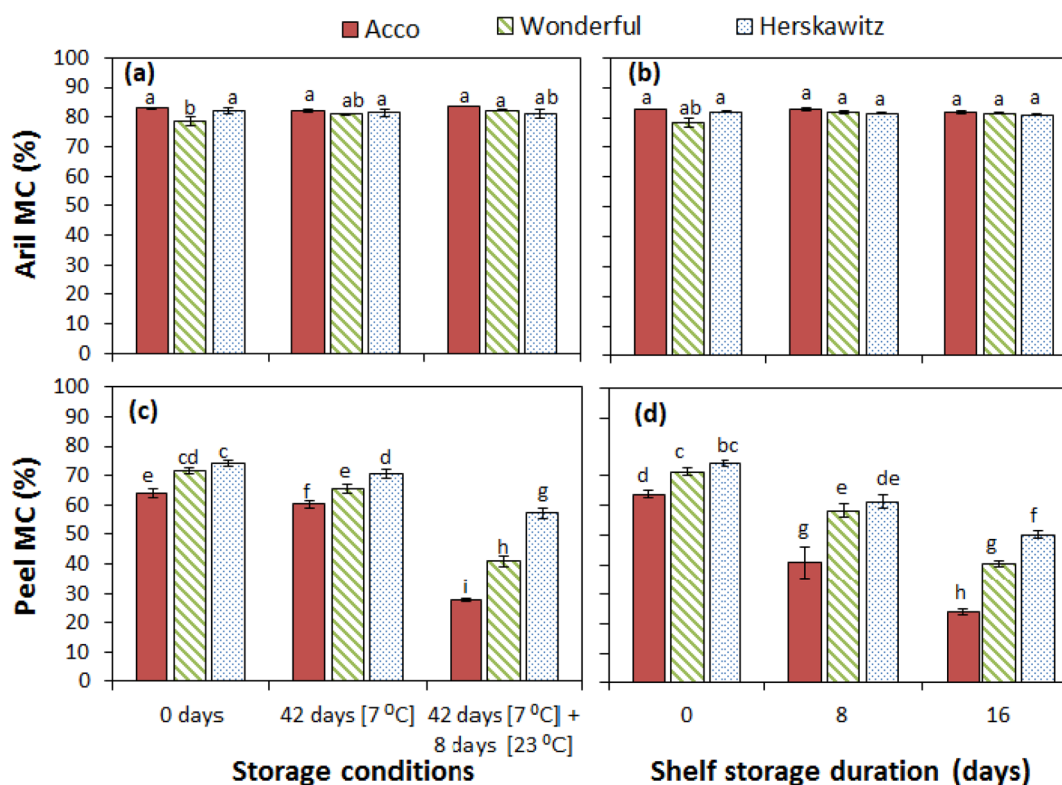 Acco Wonderful Herskawitz
(a) (b)
Aril MC (%)
100
90
80
70
60
50
40
30
20
10
0
a b a a ab a a a ab
a ab a a a a a a a
(c) (d)
Peel MC (%)
100
90
80
70
60
50
40
30
20
10
0
e cd c f e d i h g
d c bc g e de h g f
0 days 42 days [7 ⁰C] 42 days [7 ⁰C] +
8 days [23 ⁰C]
0 8 16
Storage conditions Shelf storage duration (days)